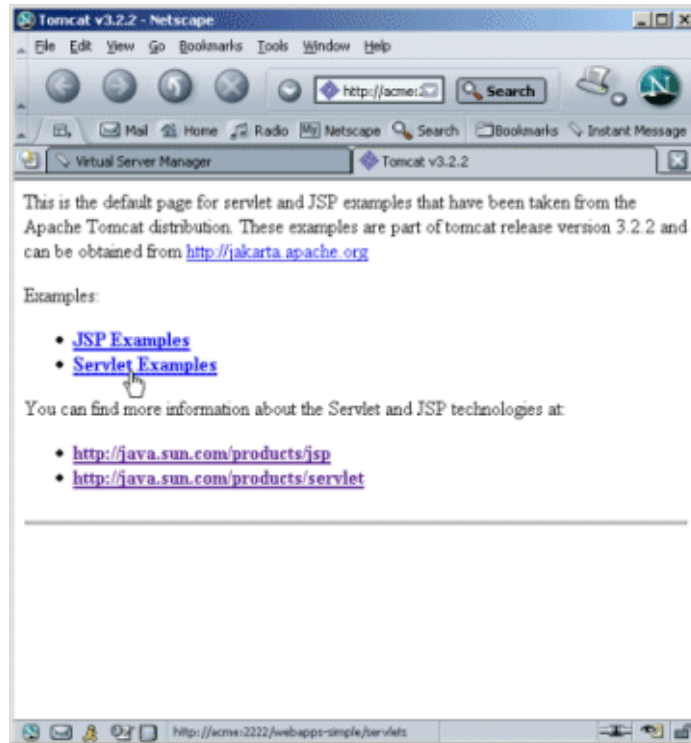 Tomcat v3.2.2 - Netscape
File Edit View Go Bookmarks Tools Window Help
http://acme:2 Search
Mail Home Radio My Netscape Search Bookmarks Instant Message
Virtual Server Manager Tomcat v3.2.2
This is the default page for servlet and JSP examples that have been taken from the
Apache Tomcat distribution. These examples are part of tomcat release version 3.2.2 and
can be obtained from http://jakarta.apache.org
Examples:
• JSP Examples
• Servlet Examples
You can find more information about the Servlet and JSP technologies at:
• http://java.sun.com/products/jsp
• http://java.sun.com/products/servlet
http://acme:2222/webapps-simple/servlets